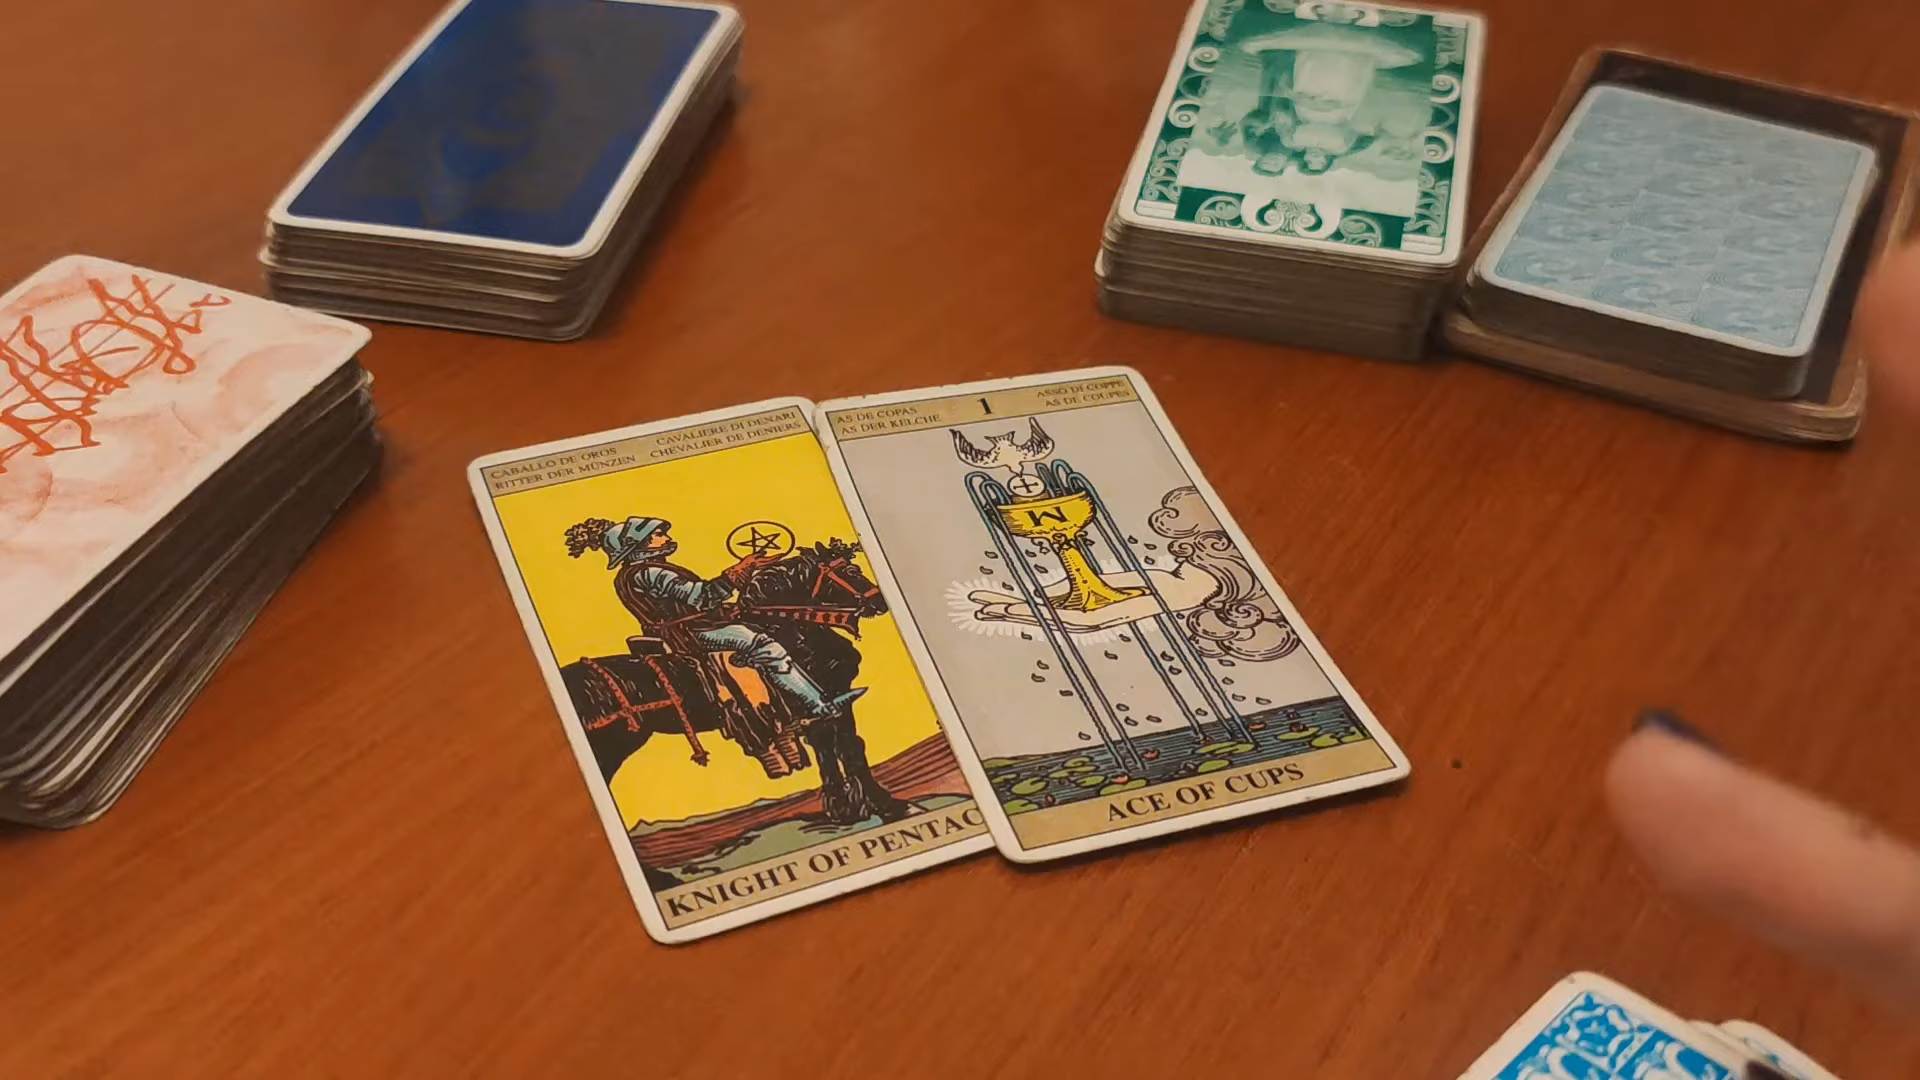 CABALLO DE OROS
RITTER DER MÜNZEN
CAVALIERE DI DENARI
CHEVALIER DE DENIERS
KNIGHT OF PENTAC
AS DE COPAS
AS DER KELCHE
1
ASSO DI COPPE
AS DE COUPES
M
ACE OF CUPS